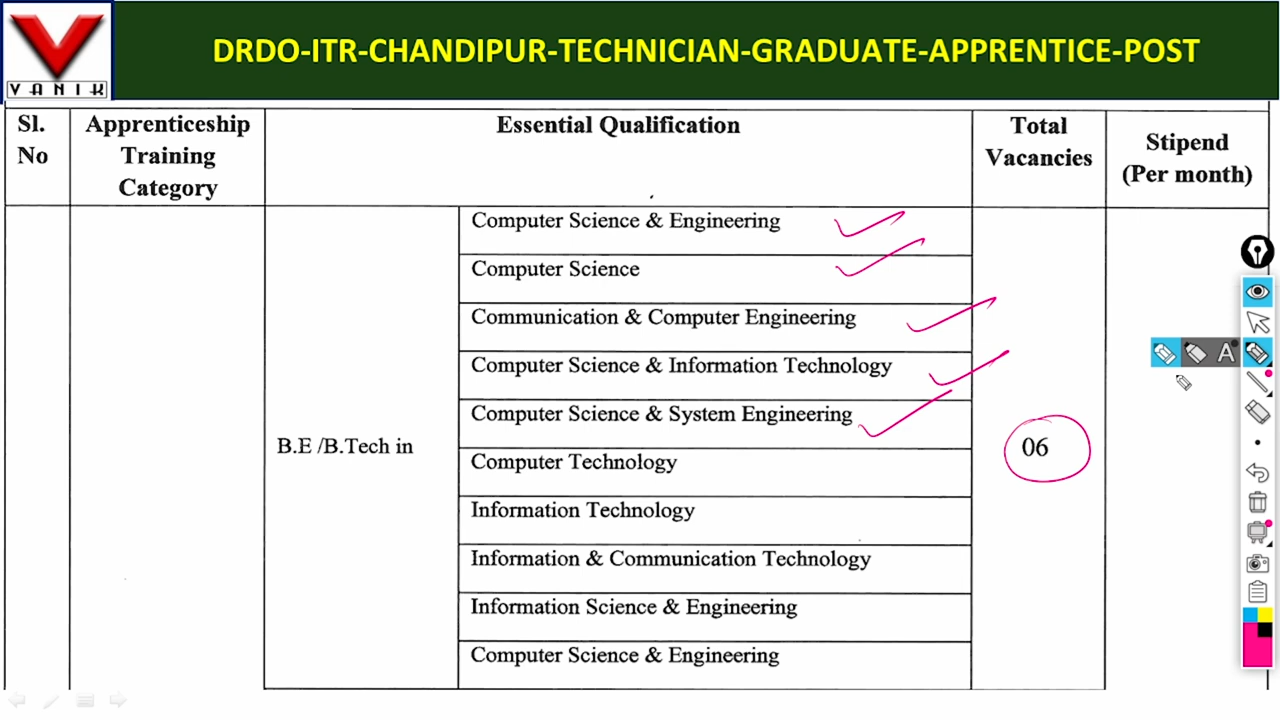 VANIK
DRDO-ITR-CHANDIPUR-TECHNICIAN-GRADUATE-APPRENTICE-POST
Sl.
No
Apprenticeship
Training
Category
Essential Qualification
Total
Vacancies
Stipend
(Per month)
B.E /B.Tech in
Computer Science & Engineering
Computer Science
Communication & Computer Engineering
Computer Science & Information Technology
Computer Science & System Engineering
Computer Technology
Information Technology
Information & Communication Technology
Information Science & Engineering
Computer Science & Engineering
06
A